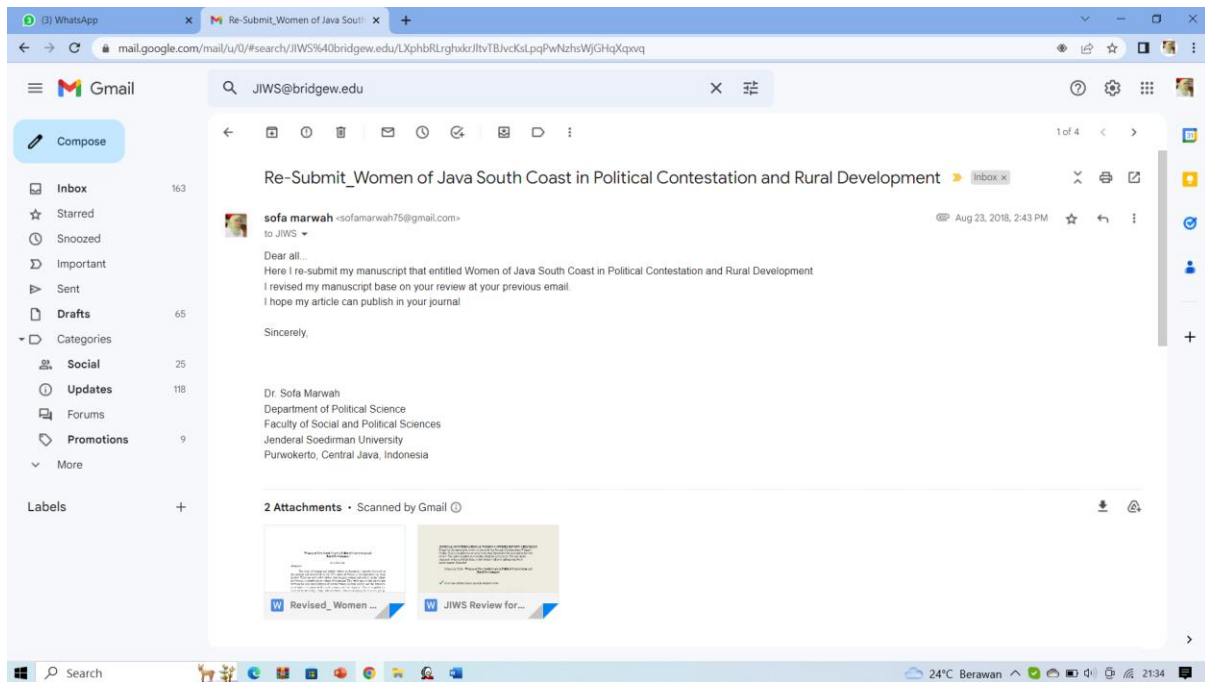 (3) WhatsApp
Re-Submit_Women of Java South
mail.google.com/mail/u/0/#search/JIWS%40bridgew.edu/LXphbRLrghxkrJltvTBJvcKsLpqPwNzhsWjGHqXqxvq
Gmail
JIWS@bridgew.edu
Compose
1 of 4
Inbox 163
Starred
Snoozed
Important
Sent
Drafts 65
Categories
Social 25
Updates 118
Forums
Promotions 9
More
Labels
Re-Submit_Women of Java South Coast in Political Contestation and Rural Development Inbox x
sofa marwah <sofamarwah75@gmail.com> Aug 23, 2018, 2:43 PM
to JIWS
Dear all...
Here I re-submit my manuscript that entitled Women of Java South Coast in Political Contestation and Rural Development
I revised my manuscript base on your review at your previous email.
I hope my article can publish in your journal
Sincerely,
Dr. Sofa Marwah
Department of Political Science
Faculty of Social and Political Sciences
Jenderal Soedirman University
Purwokerto, Central Java, Indonesia
2 Attachments • Scanned by Gmail
W Revised_ Women ...
W JIWS Review for...
Search
24°C Berawan
21:34